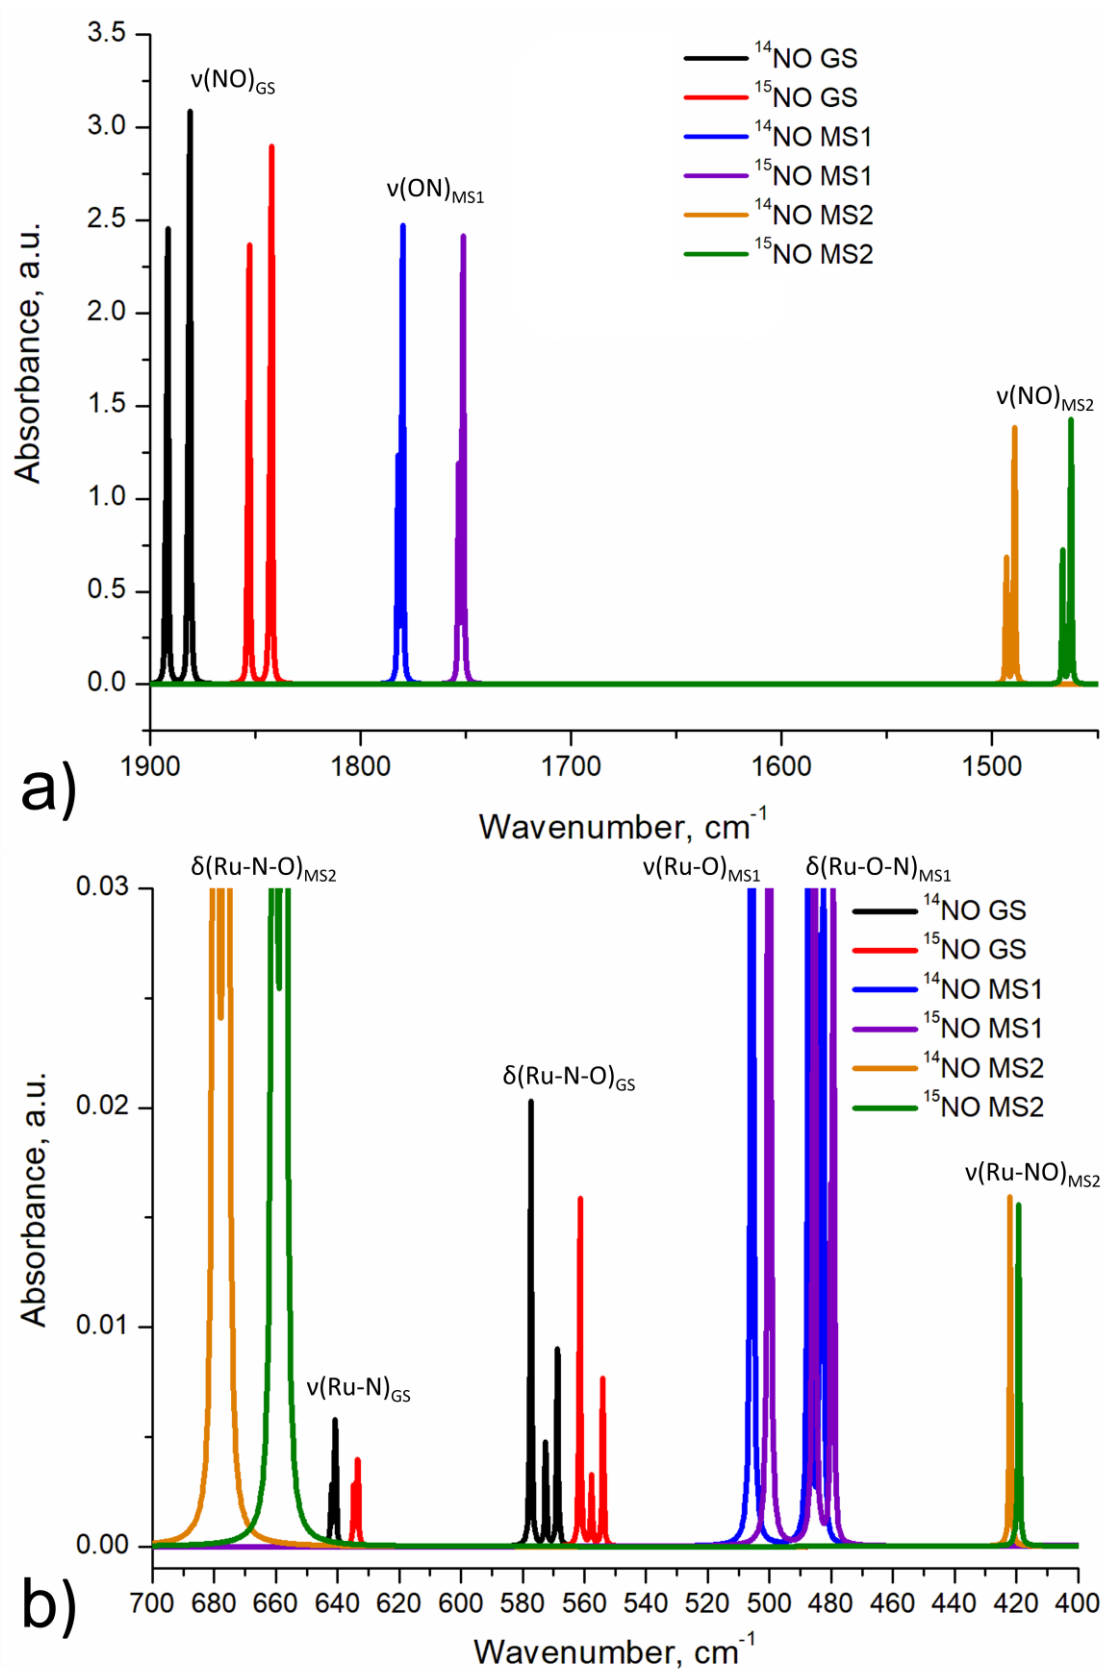 3.5
3.0
2.5
2.0
1.5
1.0
0.5
0.0
Absorbance, a.u.
ν(NO)GS
ν(ON)MS1
ν(NO)MS2
¹⁴NO GS
¹⁵NO GS
¹⁴NO MS1
¹⁵NO MS1
¹⁴NO MS2
¹⁵NO MS2
1900 1800 1700 1600 1500
Wavenumber, cm⁻¹
a)
δ(Ru-N-O)MS2
ν(Ru-O)MS1
δ(Ru-O-N)MS1
0.03
0.02
0.01
0.00
Absorbance, a.u.
¹⁴NO GS
¹⁵NO GS
¹⁴NO MS1
¹⁵NO MS1
¹⁴NO MS2
¹⁵NO MS2
δ(Ru-N-O)GS
ν(Ru-NO)MS2
ν(Ru-N)GS
700 680 660 640 620 600 580 560 540 520 500 480 460 440 420 400
Wavenumber, cm⁻¹
b)